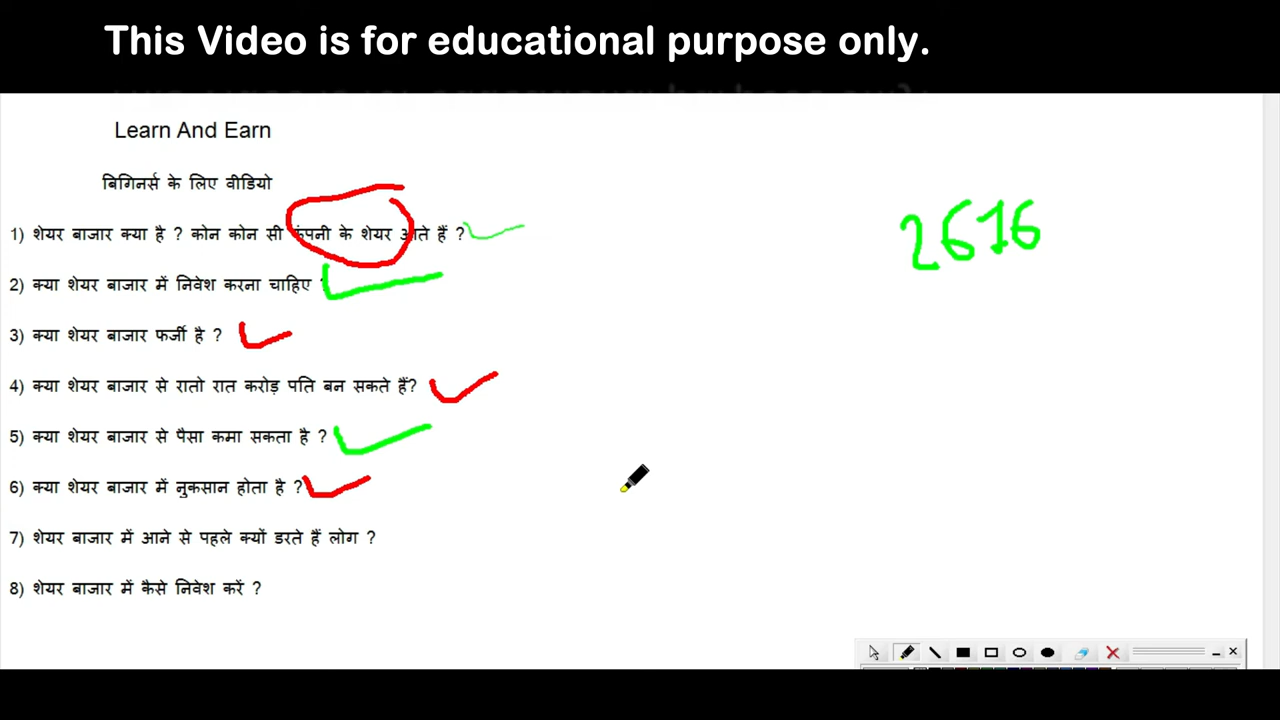 This Video is for educational purpose only.
Learn And Earn
बिगिनर्स के लिए वीडियो
1) शेयर बाजार क्या है ? कोन कोन सी कंपनी के शेयर आते हैं ?
2676
2) क्या शेयर बाजार में निवेश करना चाहिए ?
3) क्या शेयर बाजार फर्जी है ?
4) क्या शेयर बाजार से रातो रात करोड़ पति बन सकते हैं?
5) क्या शेयर बाजार से पैसा कमा सकता है ?
6) क्या शेयर बाजार में नुकसान होता है ?
7) शेयर बाजार में आने से पहले क्यों डरते हैं लोग ?
8) शेयर बाजार में कैसे निवेश करें ?